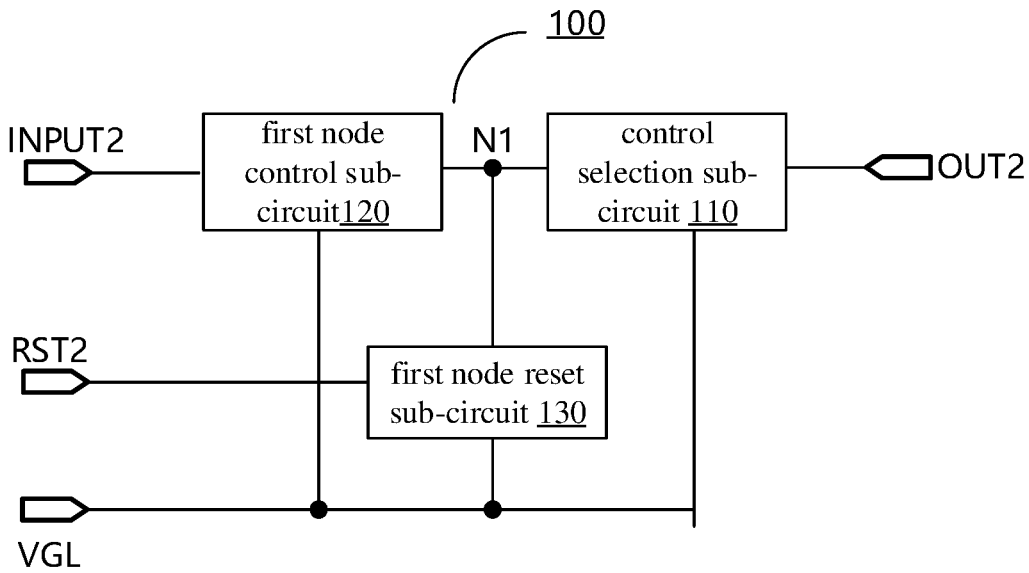 100
INPUT2
first node
control sub-
circuit120
N1
control
selection sub-
circuit 110
OUT2
RST2
first node reset
sub-circuit 130
VGL